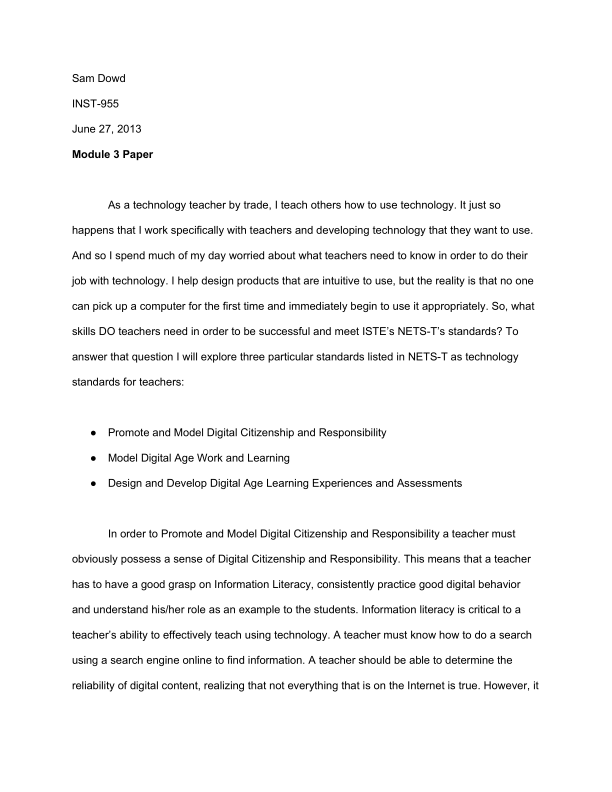 Sam Dowd
INST-955
June 27, 2013
Module 3 Paper
As a technology teacher by trade, I teach others how to use technology. It just so
happens that I work specifically with teachers and developing technology that they want to use.
And so I spend much of my day worried about what teachers need to know in order to do their
job with technology. I help design products that are intuitive to use, but the reality is that no one
can pick up a computer for the first time and immediately begin to use it appropriately. So, what
skills DO teachers need in order to be successful and meet ISTE’s NETS-T’s standards? To
answer that question I will explore three particular standards listed in NETS-T as technology
standards for teachers:
● Promote and Model Digital Citizenship and Responsibility
● Model Digital Age Work and Learning
● Design and Develop Digital Age Learning Experiences and Assessments
In order to Promote and Model Digital Citizenship and Responsibility a teacher must
obviously possess a sense of Digital Citizenship and Responsibility. This means that a teacher
has to have a good grasp on Information Literacy, consistently practice good digital behavior
and understand his/her role as an example to the students. Information literacy is critical to a
teacher’s ability to effectively teach using technology. A teacher must know how to do a search
using a search engine online to find information. A teacher should be able to determine the
reliability of digital content, realizing that not everything that is on the Internet is true. However, it